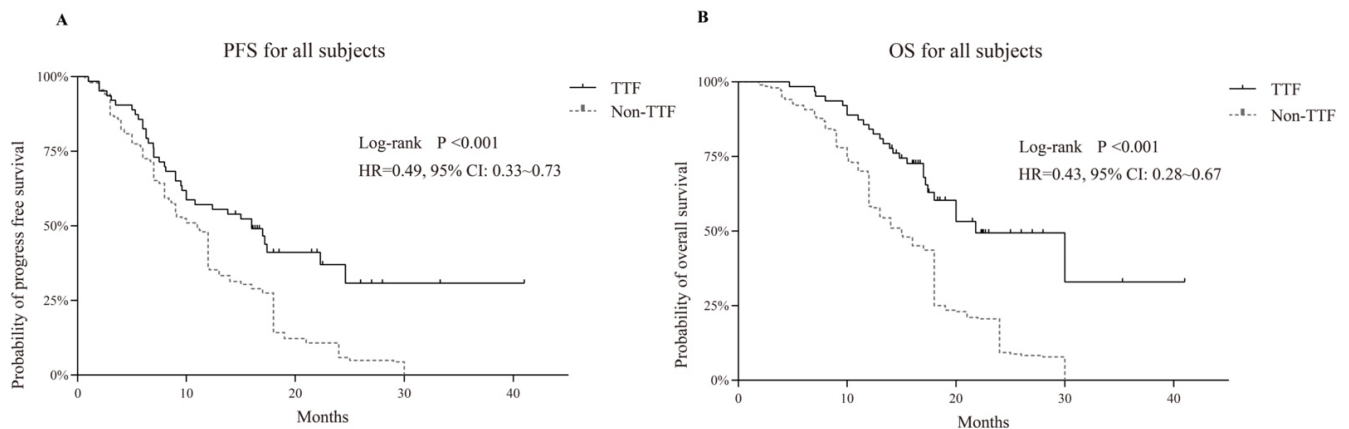 A
PFS for all subjects
Probability of progress free survival
100%
75%
50%
25%
0%
0
10
20
30
40
Months
TTF
Non-TTF
Log-rank P <0.001
HR=0.49, 95% CI: 0.33~0.73
B
OS for all subjects
Probability of overall survival
100%
75%
50%
25%
0%
0
10
20
30
40
Months
TTF
Non-TTF
Log-rank P <0.001
HR=0.43, 95% CI: 0.28~0.67